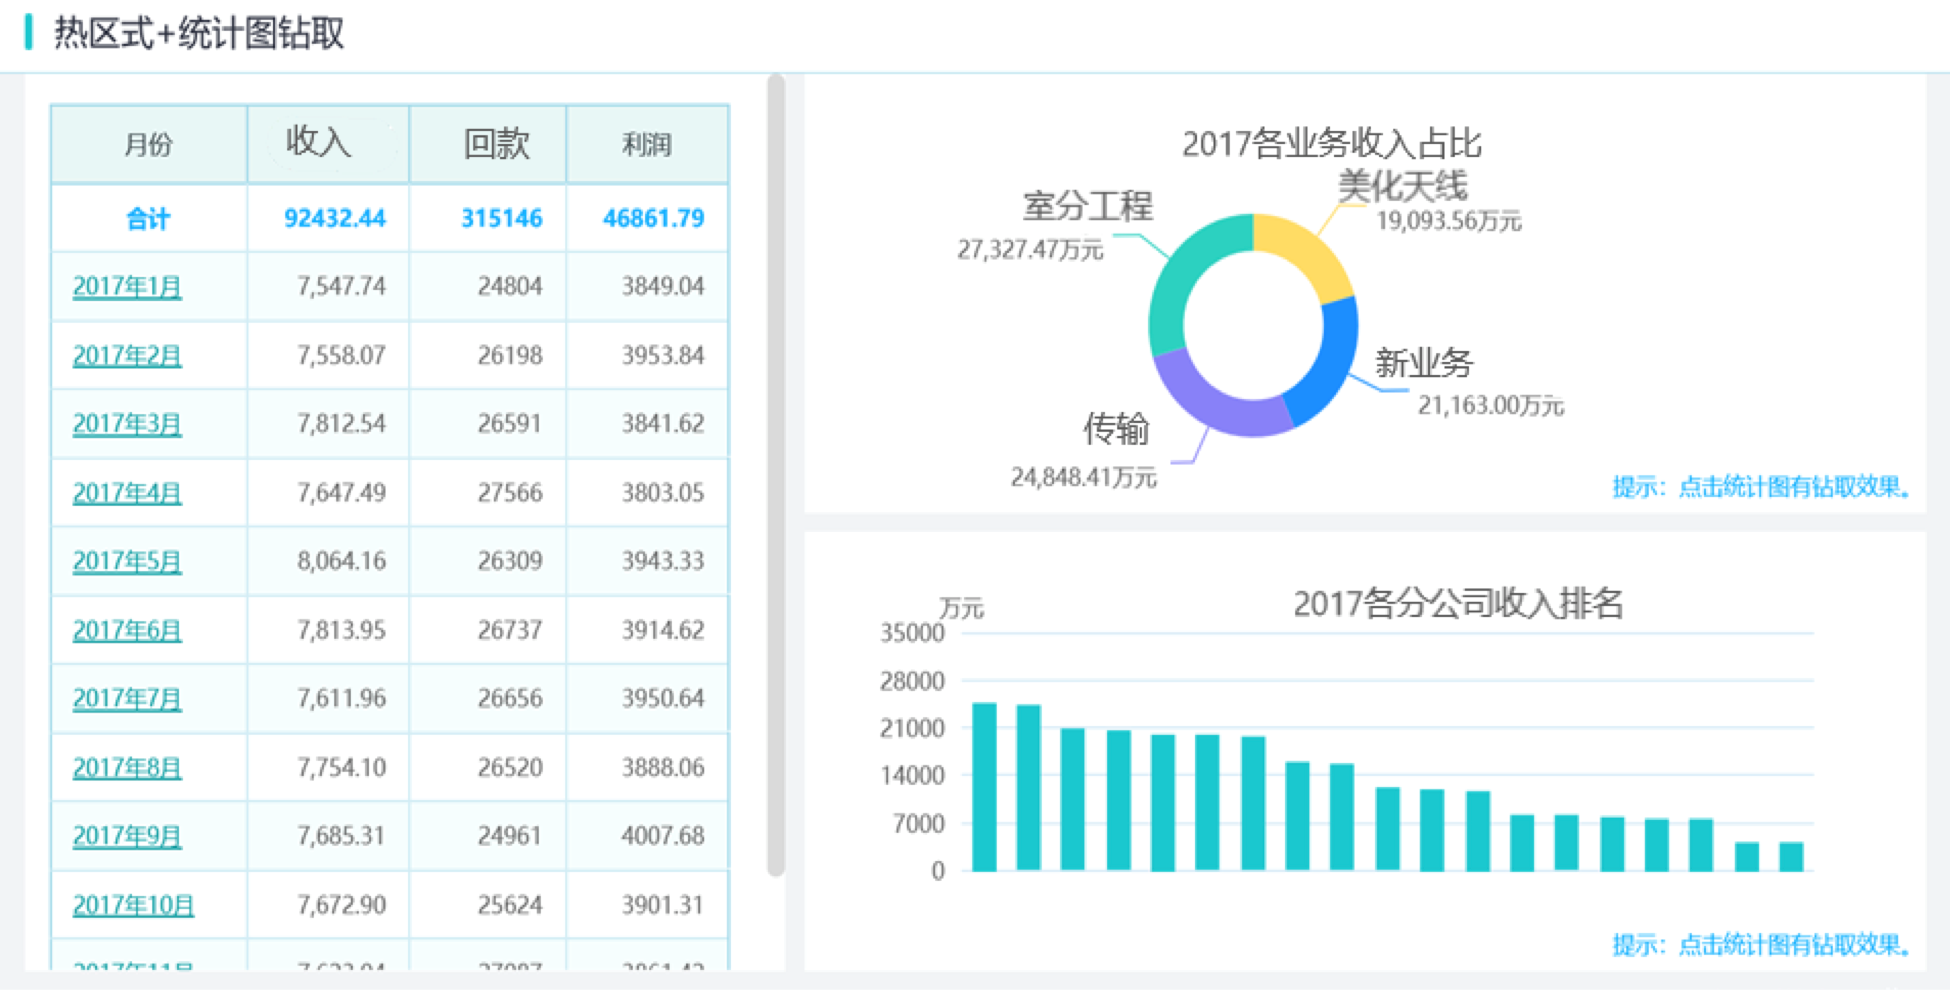 热区式+统计图钻取
月份 收入 回款 利润
合计 92432.44 315146 46861.79
2017年1月 7,547.74 24804 3849.04
2017年2月 7,558.07 26198 3953.84
2017年3月 7,812.54 26591 3841.62
2017年4月 7,647.49 27566 3803.05
2017年5月 8,064.16 26309 3943.33
2017年6月 7,813.95 26737 3914.62
2017年7月 7,611.96 26656 3950.64
2017年8月 7,754.10 26520 3888.06
2017年9月 7,685.31 24961 4007.68
2017年10月 7,672.90 25624 3901.31
2017年11月
2017各业务收入占比
美化天线
19,093.56万元
室分工程
27,327.47万元
新业务
21,163.00万元
传输
24,848.41万元
提示：点击统计图有钻取效果。
2017各分公司收入排名
万元
35000
28000
21000
14000
7000
0
提示：点击统计图有钻取效果。